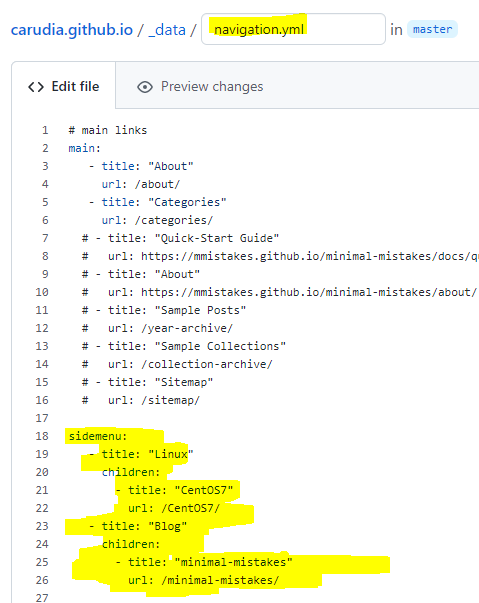 carudia.github.io / _data / navigation.yml in master
<> Edit file Preview changes
1 # main links
2 main:
3 - title: "About"
4 url: /about/
5 - title: "Categories"
6 url: /categories/
7 # - title: "Quick-Start Guide"
8 # url: https://mmistakes.github.io/minimal-mistakes/docs/qu
9 # - title: "About"
10 # url: https://mmistakes.github.io/minimal-mistakes/about/
11 # - title: "Sample Posts"
12 # url: /year-archive/
13 # - title: "Sample Collections"
14 # url: /collection-archive/
15 # - title: "Sitemap"
16 # url: /sitemap/
17
18 sidemenu:
19 - title: "Linux"
20 children:
21 - title: "CentOS7"
22 url: /CentOS7/
23 - title: "Blog"
24 children:
25 - title: "minimal-mistakes"
26 url: /minimal-mistakes/
27